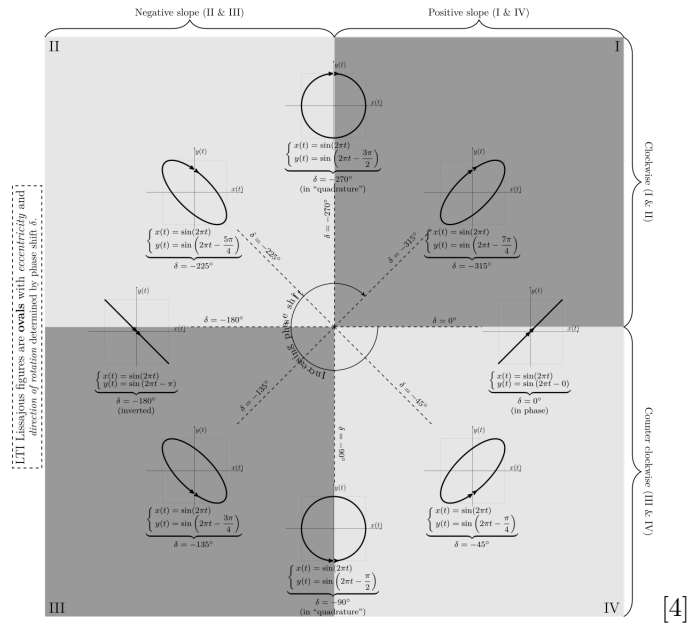 Negative slope (II & III)
Positive slope (I & IV)
II
I
y(t)
x(t)
{ x(t) = sin(2πt)
y(t) = sin (2πt − 3π/2)
δ = −270°
(in “quadrature”)
y(t)
x(t)
{ x(t) = sin(2πt)
y(t) = sin (2πt − 5π/4)
δ = −225°
y(t)
x(t)
{ x(t) = sin(2πt)
y(t) = sin (2πt − 7π/4)
δ = −315°
Clockwise (I & II)
δ = −270°
δ = −225°
δ = −315°
LTI Lissajous figures are ovals with eccentricity and
direction of rotation determined by phase shift δ.
y(t)
x(t)
{ x(t) = sin(2πt)
y(t) = sin (2πt − π)
δ = −180°
(inverted)
δ = −180°
Increasing phase shift
δ = 0°
y(t)
x(t)
{ x(t) = sin(2πt)
y(t) = sin (2πt − 0)
δ = 0°
(in phase)
δ = −135°
δ = −90°
δ = −45°
Counter clockwise (III & IV)
y(t)
x(t)
{ x(t) = sin(2πt)
y(t) = sin (2πt − 3π/4)
δ = −135°
y(t)
x(t)
{ x(t) = sin(2πt)
y(t) = sin (2πt − π/4)
δ = −45°
y(t)
x(t)
{ x(t) = sin(2πt)
y(t) = sin (2πt − π/2)
δ = −90°
(in “quadrature”)
III
IV
[4]